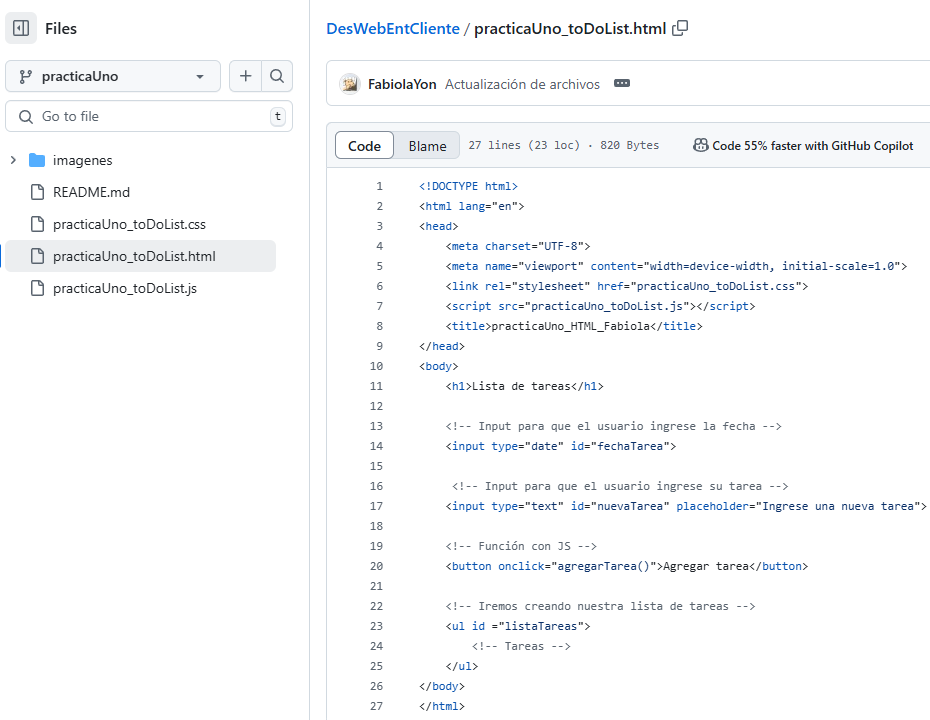 Files
practicaUno
Go to file
t
imagenes
README.md
practicaUno_toDoList.css
practicaUno_toDoList.html
practicaUno_toDoList.js
DesWebEntCliente / practicaUno_toDoList.html
FabiolaYon Actualización de archivos
Code Blame 27 lines (23 loc) · 820 Bytes Code 55% faster with GitHub Copilot
1 <!DOCTYPE html>
2 <html lang="en">
3 <head>
4     <meta charset="UTF-8">
5     <meta name="viewport" content="width=device-width, initial-scale=1.0">
6     <link rel="stylesheet" href="practicaUno_toDoList.css">
7     <script src="practicaUno_toDoList.js"></script>
8     <title>practicaUno_HTML_Fabiola</title>
9 </head>
10 <body>
11     <h1>Lista de tareas</h1>
12
13     <!-- Input para que el usuario ingrese la fecha -->
14     <input type="date" id="fechaTarea">
15
16      <!-- Input para que el usuario ingrese su tarea -->
17     <input type="text" id="nuevaTarea" placeholder="Ingrese una nueva tarea">
18
19     <!-- Función con JS -->
20     <button onclick="agregarTarea()">Agregar tarea</button>
21
22     <!-- Iremos creando nuestra lista de tareas -->
23     <ul id ="listaTareas">
24         <!-- Tareas -->
25     </ul>
26 </body>
27 </html>